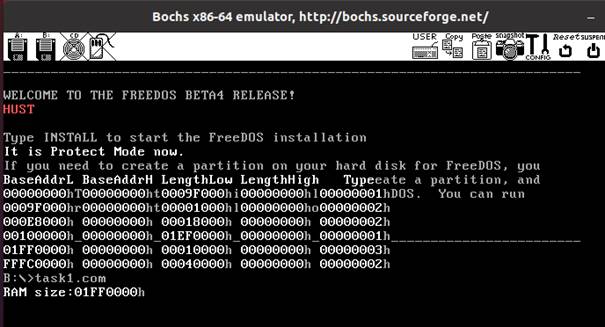 Bochs x86-64 emulator, http://bochs.sourceforge.net/
A: B: CD USER Copy Paste Snapshot CONFIG Reset SUSPEND
WELCOME TO THE FREEDOS BETA4 RELEASE!
HUST
Type INSTALL to start the FreeDOS installation
It is Protect Mode now.
If you need to create a partition on your hard disk for FreeDOS, you
BaseAddrL BaseAddrH LengthLow LengthHigh Typeeate a partition, and
00000000hT00000000ht0009F000hi00000000hl00000001hDOS. You can run
0009F000hr00000000ht00001000hl00000000ho00000002h
000E8000h 00000000h 00018000h 00000000h 00000002h
00100000h_00000000h_01EF0000h_00000000h_00000001h
01FF0000h 00000000h 00010000h 00000000h 00000003h
FFFC0000h 00000000h 00040000h 00000000h 00000002h
B:\>task1.com
RAM size:01FF0000h